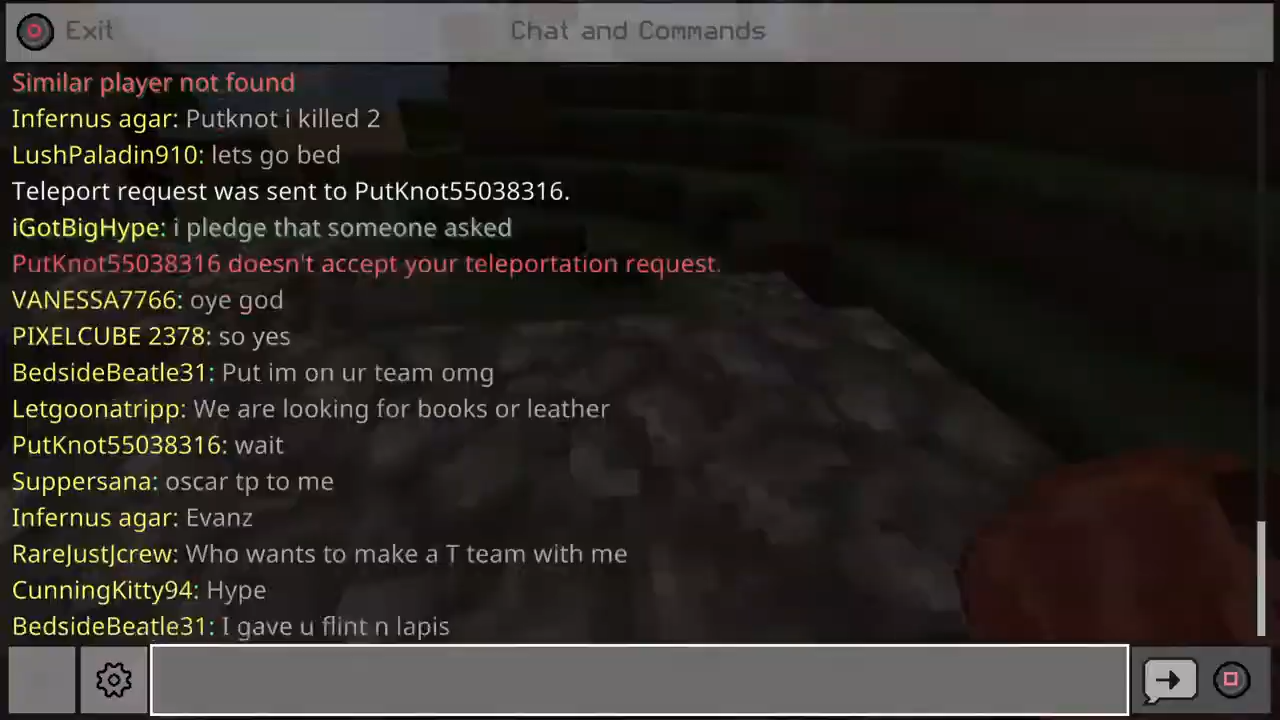 Exit
Chat and Commands
Similar player not found
Infernus agar: Putknot i killed 2
LushPaladin910: lets go bed
Teleport request was sent to PutKnot55038316.
iGotBigHype: i pledge that someone asked
PutKnot55038316 doesn't accept your teleportation request.
VANESSA7766: oye god
PIXELCUBE 2378: so yes
BedsideBeatle31: Put im on ur team omg
Letgoonatripp: We are looking for books or leather
PutKnot55038316: wait
Suppersana: oscar tp to me
Infernus agar: Evanz
RareJustJcrew: Who wants to make a T team with me
CunningKitty94: Hype
BedsideBeatle31: I gave u flint n lapis